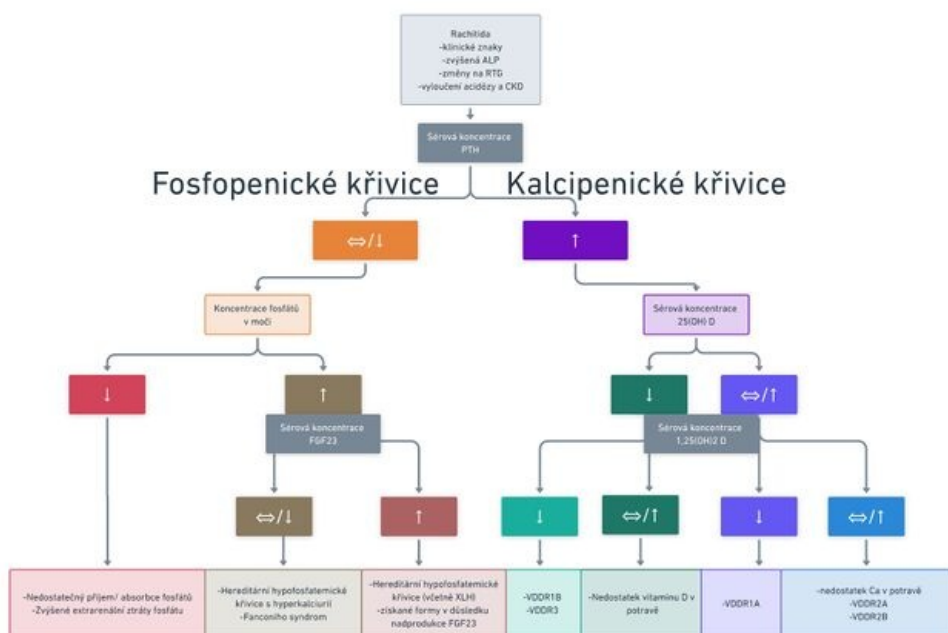 Rachitida
-klinické znaky
-zvýšená ALP
-změny na RTG
-vyloučení acidózy a CKD
Sérová koncentrace
PTH
Fosfopenické křivice
Kalcipenické křivice
⇔/↓
↑
Koncentrace fosfátů
v moči
Sérová koncentrace
25(OH) D
↓
↑
↓
⇔/↑
Sérová koncentrace
FGF23
Sérová koncentrace
1,25(OH)2 D
⇔/↓
↑
↓
⇔/↑
↓
⇔/↑
-Nedostatečný příjem/ absorbce fosfátů
-Zvýšené extrarenální ztráty fosfátu
-Hereditární hypofosfatemické
křivice s hyperkalciurií
-Fanconiho syndrom
-Hereditární hypofosfatemické
křivice (včetně XLH)
-získané formy v důsledku
nadprodukce FGF23
-VDDR1B
-VDDR3
-Nedostatek vitaminu D v
potravě
-VDDR1A
-nedostatek Ca v potravě
-VDDR2A
-VDDR2B